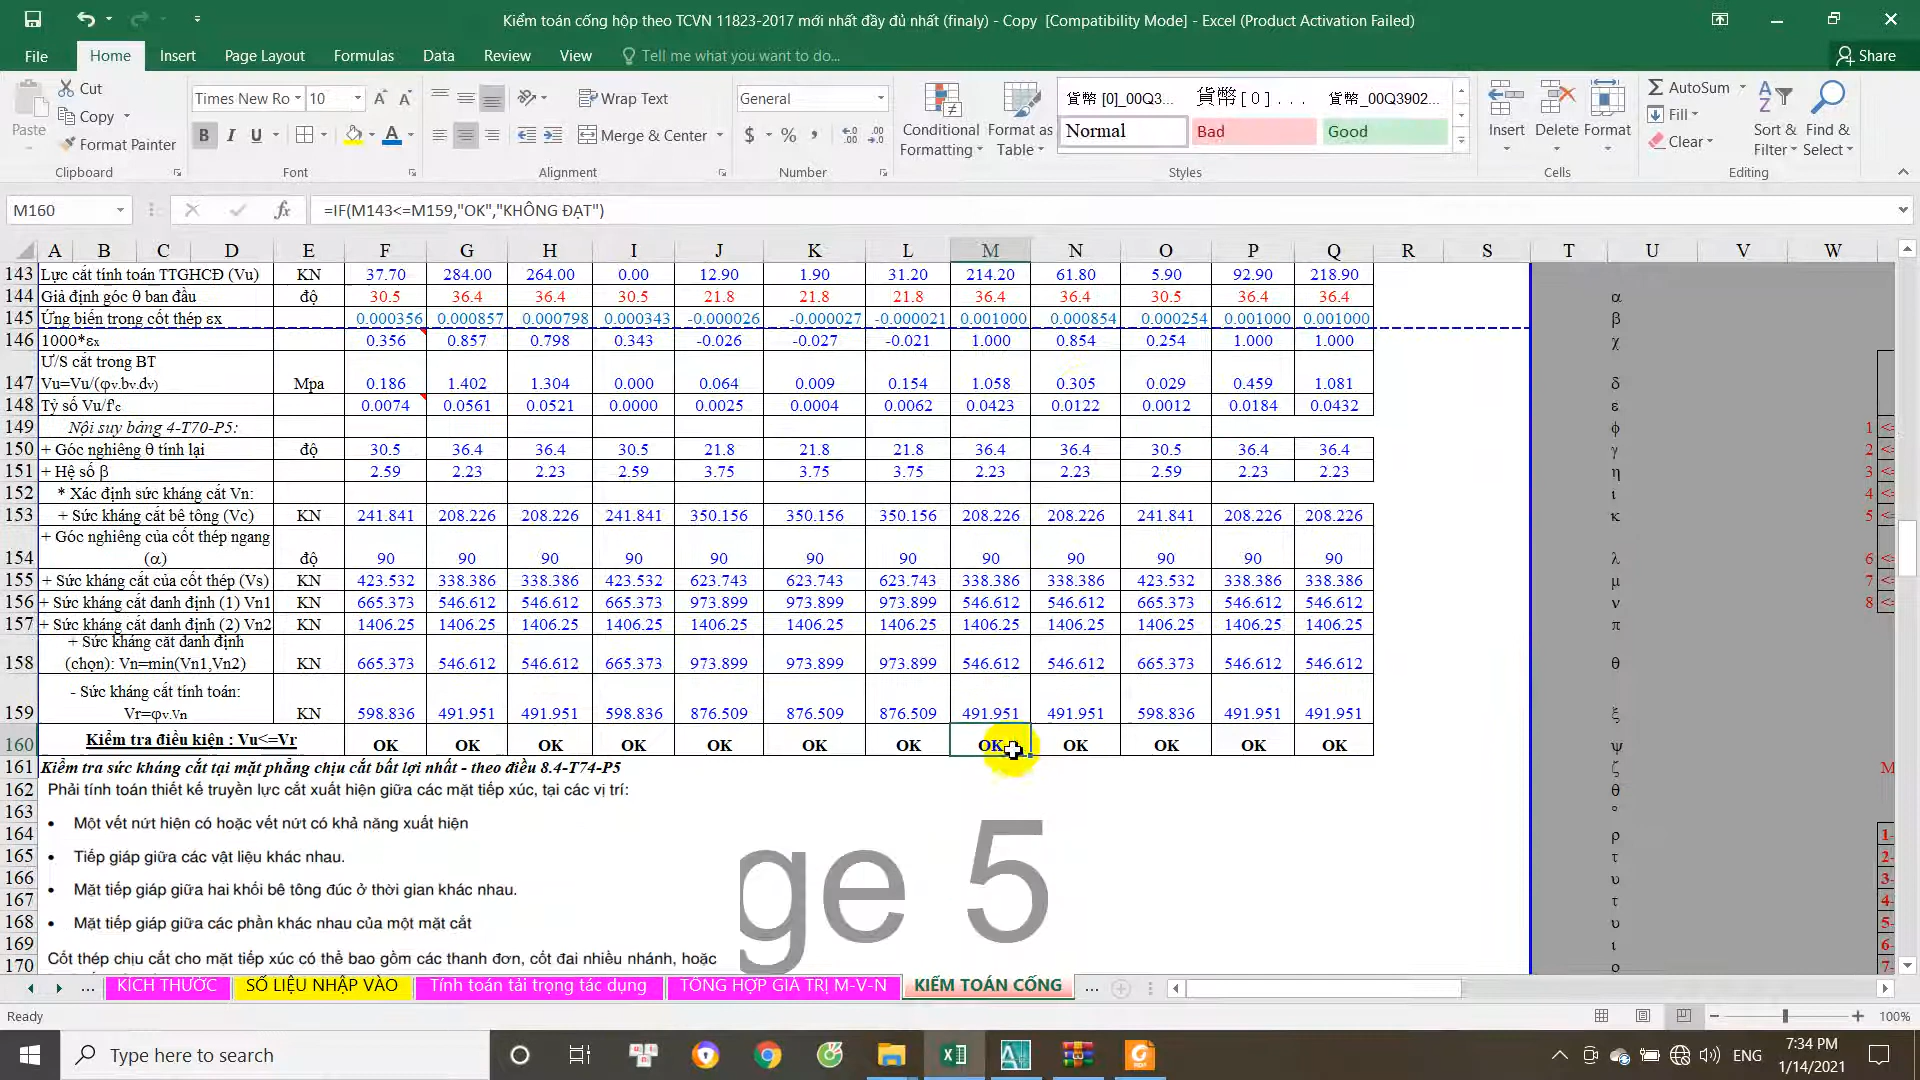 Kiểm toán cống hộp theo TCVN 11823-2017 mới nhất đầy đủ nhất (finaly) - Copy [Compatibility Mode] - Excel (Product Activation Failed)
File Home Insert Page Layout Formulas Data Review View Tell me what you want to do... Share
Paste
Cut
Copy
Format Painter
Clipboard
Times New Ro 10
B I U
Font
Wrap Text
Merge & Center
Alignment
General
$ % ,
Number
Conditional Formatting
Format as Table
貨幣 [0]_00Q3... 貨幣 [ 0 ] . . . 貨幣_00Q3902...
Normal Bad Good
Styles
Insert Delete Format
Cells
AutoSum
Fill
Clear
Sort & Filter
Find & Select
Editing
M160 fx =IF(M143<=M159,"OK","KHÔNG ĐẠT")
A B C D E F G H I J K L M N O P Q R S T U V W
143 Lực cắt tính toán TTGHCĐ (Vu) KN 37.70 284.00 264.00 0.00 12.90 1.90 31.20 214.20 61.80 5.90 92.90 218.90
144 Giả định góc θ ban đầu độ 30.5 36.4 36.4 30.5 21.8 21.8 21.8 36.4 36.4 30.5 36.4 36.4 α
145 Ứng biến trong cốt thép εx 0.000356 0.000857 0.000798 0.000343 -0.000026 -0.000027 -0.000021 0.001000 0.000854 0.000254 0.001000 0.001000 β
146 1000*εx 0.356 0.857 0.798 0.343 -0.026 -0.027 -0.021 1.000 0.854 0.254 1.000 1.000 χ
Ư/S cắt trong BT
147 Vu=Vu/(φv.bv.dv) Mpa 0.186 1.402 1.304 0.000 0.064 0.009 0.154 1.058 0.305 0.029 0.459 1.081 δ
148 Tỷ số Vu/f'c 0.0074 0.0561 0.0521 0.0000 0.0025 0.0004 0.0062 0.0423 0.0122 0.0012 0.0184 0.0432 ε
149 Nội suy bảng 4-T70-P5: φ 1 <=
150 + Góc nghiêng θ tính lại độ 30.5 36.4 36.4 30.5 21.8 21.8 21.8 36.4 36.4 30.5 36.4 36.4 γ 2 <=
151 + Hệ số β 2.59 2.23 2.23 2.59 3.75 3.75 3.75 2.23 2.23 2.59 2.23 2.23 η 3 <=
152 * Xác định sức kháng cắt Vn: ι 4 <=
153 + Sức kháng cắt bê tông (Vc) KN 241.841 208.226 208.226 241.841 350.156 350.156 350.156 208.226 208.226 241.841 208.226 208.226 κ 5 <=
+ Góc nghiêng của cốt thép ngang
154 (α) độ 90 90 90 90 90 90 90 90 90 90 90 90 λ 6 <=
155 + Sức kháng cắt của cốt thép (Vs) KN 423.532 338.386 338.386 423.532 623.743 623.743 623.743 338.386 338.386 423.532 338.386 338.386 μ 7 <=
156 + Sức kháng cắt danh định (1) Vn1 KN 665.373 546.612 546.612 665.373 973.899 973.899 973.899 546.612 546.612 665.373 546.612 546.612 ν 8 <=
157 + Sức kháng cắt danh định (2) Vn2 KN 1406.25 1406.25 1406.25 1406.25 1406.25 1406.25 1406.25 1406.25 1406.25 1406.25 1406.25 1406.25 π
+ Sức kháng cắt danh định
158 (chọn): Vn=min(Vn1,Vn2) KN 665.373 546.612 546.612 665.373 973.899 973.899 973.899 546.612 546.612 665.373 546.612 546.612 θ
- Sức kháng cắt tính toán:
159 Vr=φv.Vn KN 598.836 491.951 491.951 598.836 876.509 876.509 876.509 491.951 491.951 598.836 491.951 491.951 ξ
160 Kiểm tra điều kiện : Vu<=Vr OK OK OK OK OK OK OK OK OK OK OK OK ψ
161 Kiểm tra sức kháng cắt tại mặt phẳng chịu cắt bất lợi nhất - theo điều 8.4-T74-P5 ζ M
162 Phải tính toán thiết kế truyền lực cắt xuất hiện giữa các mặt tiếp xúc, tại các vị trí: θ
163 °
164 • Một vết nứt hiện có hoặc vết nứt có khả năng xuất hiện ρ 1-
165 • Tiếp giáp giữa các vật liệu khác nhau. τ 2-
166 υ 3-
167 • Mặt tiếp giáp giữa hai khối bê tông đúc ở thời gian khác nhau. τ 4-
168 • Mặt tiếp giáp giữa các phần khác nhau của một mặt cắt υ 5-
169 ι 6-
170 Cốt thép chịu cắt cho mặt tiếp xúc có thể bao gồm các thanh đơn, cốt đai nhiều nhánh, hoặc ο 7-
ge 5
... KÍCH THƯỚC SỐ LIỆU NHẬP VÀO Tính toán tải trọng tác dụng TỔNG HỢP GIÁ TRỊ M-V-N KIỂM TOÁN CỐNG ...
Ready 100%
Type here to search ENG 7:34 PM
1/14/2021